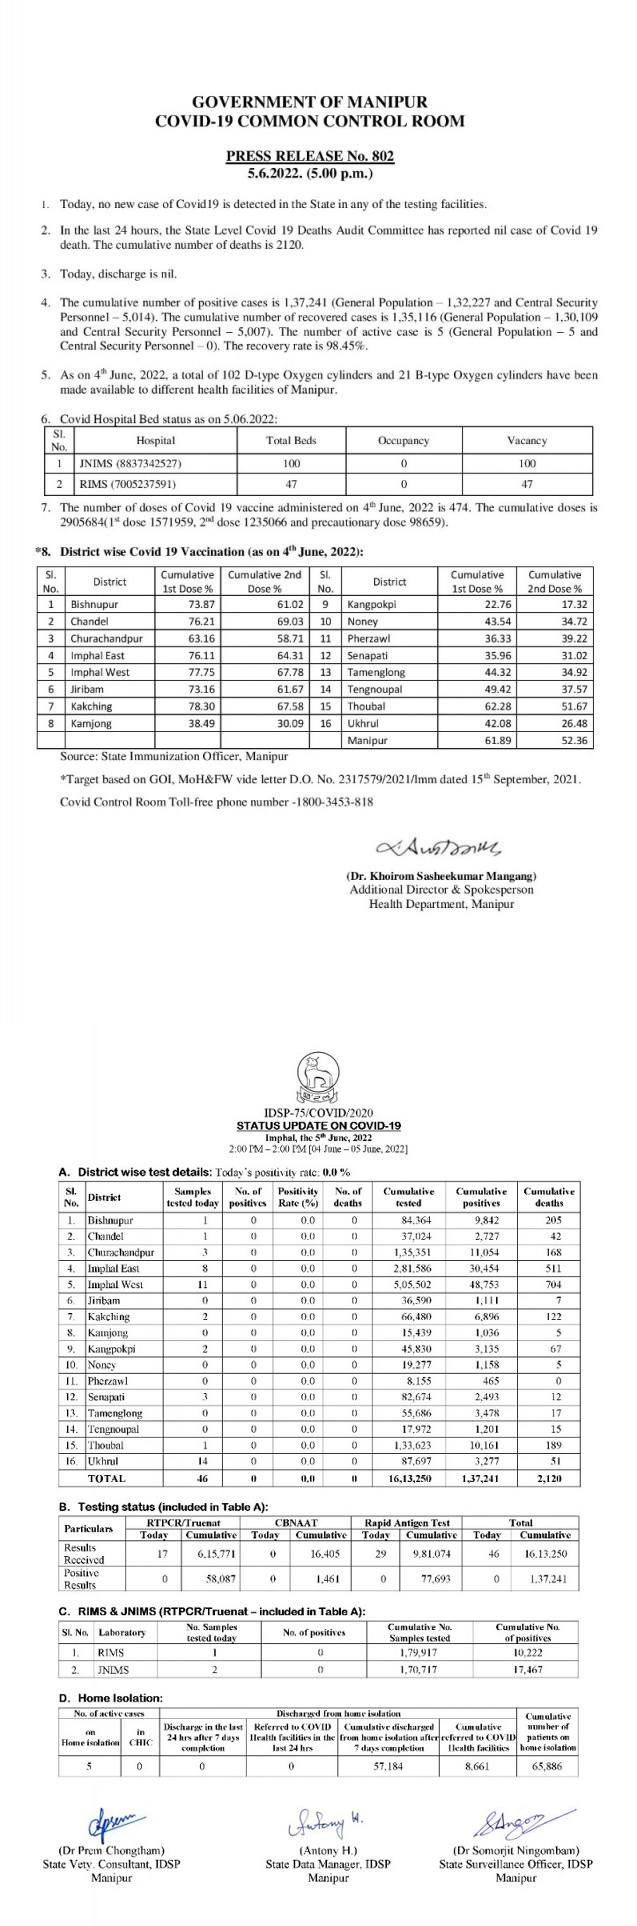 GOVERNMENT OF MANIPUR
COVID-19 COMMON CONTROL ROOM
PRESS RELEASE No. 802
5.6.2022. (5.00 p.m.)
1. Today, no new case of Covid19 is detected in the State in any of the testing facilities.
2. In the last 24 hours, the State Level Covid 19 Deaths Audit Committee has reported nil case of Covid 19
death. The cumulative number of deaths is 2120.
3. Today, discharge is nil.
4. The cumulative number of positive cases is 1,37,241 (General Population – 1,32,227 and Central Security
Personnel – 5,014). The cumulative number of recovered cases is 1,35,116 (General Population – 1,30,109
and Central Security Personnel – 5,007). The number of active case is 5 (General Population – 5 and
Central Security Personnel – 0). The recovery rate is 98.45%.
5. As on 4th June, 2022, a total of 102 D-type Oxygen cylinders and 21 B-type Oxygen cylinders have been
made available to different health facilities of Manipur.
6. Covid Hospital Bed status as on 5.06.2022:
Sl. No. Hospital Total Beds Occupancy Vacancy
1 JNIMS (8837342527) 100 0 100
2 RIMS (7005237591) 47 0 47
7. The number of doses of Covid 19 vaccine administered on 4th June, 2022 is 474. The cumulative doses is
2905684(1st dose 1571959, 2nd dose 1235066 and precautionary dose 98659).
*8. District wise Covid 19 Vaccination (as on 4th June, 2022):
Sl. No. District Cumulative 1st Dose % Cumulative 2nd Dose % Sl. No. District Cumulative 1st Dose % Cumulative 2nd Dose %
1 Bishnupur 73.87 61.02 9 Kangpokpi 22.76 17.32
2 Chandel 76.21 69.03 10 Noney 43.54 34.72
3 Churachandpur 63.16 58.71 11 Pherzawl 36.33 39.22
4 Imphal East 76.11 64.31 12 Senapati 35.96 31.02
5 Imphal West 77.75 67.78 13 Tamenglong 44.32 34.92
6 Jiribam 73.16 61.67 14 Tengnoupal 49.42 37.57
7 Kakching 78.30 67.58 15 Thoubal 62.28 51.67
8 Kamjong 38.49 30.09 16 Ukhrul 42.08 26.48
Manipur 61.89 52.36
Source: State Immunization Officer, Manipur
*Target based on GOI, MoH&FW vide letter D.O. No. 2317579/2021/Imm dated 15th September, 2021.
Covid Control Room Toll-free phone number -1800-3453-818
(Dr. Khoirom Sasheekumar Mangang)
Additional Director & Spokesperson
Health Department, Manipur
IDSP-75/COVID/2020
STATUS UPDATE ON COVID-19
Imphal, the 5th June, 2022
2:00 PM – 2:00 PM [04 June – 05 June, 2022]
A. District wise test details: Today's positivity rate: 0.0 %
Sl. No. District Samples tested today No. of positives Positivity Rate (%) No. of deaths Cumulative tested Cumulative positives Cumulative deaths
1. Bishnupur 1 0 0.0 0 84,364 9,842 205
2. Chandel 1 0 0.0 0 37,024 2,727 42
3. Churachandpur 3 0 0.0 0 1,35,351 11,054 168
4. Imphal East 8 0 0.0 0 2,81,586 30,454 511
5. Imphal West 11 0 0.0 0 5,05,502 48,753 704
6. Jiribam 0 0 0.0 0 36,590 1,111 7
7. Kakching 2 0 0.0 0 66,480 6,896 122
8. Kamjong 0 0 0.0 0 15,439 1,036 5
9. Kangpokpi 2 0 0.0 0 45,830 3,135 67
10. Noney 0 0 0.0 0 19,277 1,158 5
11. Pherzawl 0 0 0.0 0 8,155 465 0
12. Senapati 3 0 0.0 0 82,674 2,493 12
13. Tamenglong 0 0 0.0 0 55,686 3,478 17
14. Tengnoupal 0 0 0.0 0 17,972 1,201 15
15. Thoubal 1 0 0.0 0 1,33,623 10,161 189
16. Ukhrul 14 0 0.0 0 87,697 3,277 51
TOTAL 46 0 0.0 0 16,13,250 1,37,241 2,120
B. Testing status (included in Table A):
Particulars RTPCR/Truenat CBNAAT Rapid Antigen Test Total
Today Cumulative Today Cumulative Today Cumulative Today Cumulative
Results Received 17 6,15,771 0 16,405 29 9,81,074 46 16,13,250
Positive Results 0 58,087 0 1,461 0 77,693 0 1,37,241
C. RIMS & JNIMS (RTPCR/Truenat – included in Table A):
Sl. No. Laboratory No. Samples tested today No. of positives Cumulative No. Samples tested Cumulative No. of positives
1. RIMS 1 0 1,79,917 10,222
2. JNIMS 2 0 1,70,717 17,467
D. Home Isolation:
No. of active cases Discharged from home isolation Cumulative number of patients on home isolation
on Home isolation in CHIC Discharge in the last 24 hrs after 7 days completion Referred to COVID Health facilities in the last 24 hrs Cumulative discharged from home isolation after 7 days completion Cumulative referred to COVID Health facilities
5 0 0 0 57,184 8,661 65,886
Antony H.
(Dr Prem Chongtham) (Antony H.) (Dr Somorjit Ningombam)
State Vety. Consultant, IDSP State Data Manager, IDSP State Surveillance Officer, IDSP
Manipur Manipur Manipur